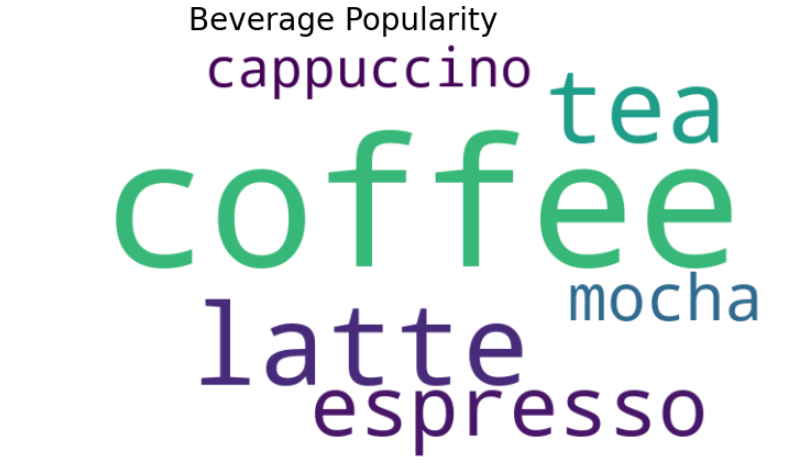 Beverage Popularity
cappuccino
tea
coffee
mocha
latte
espresso